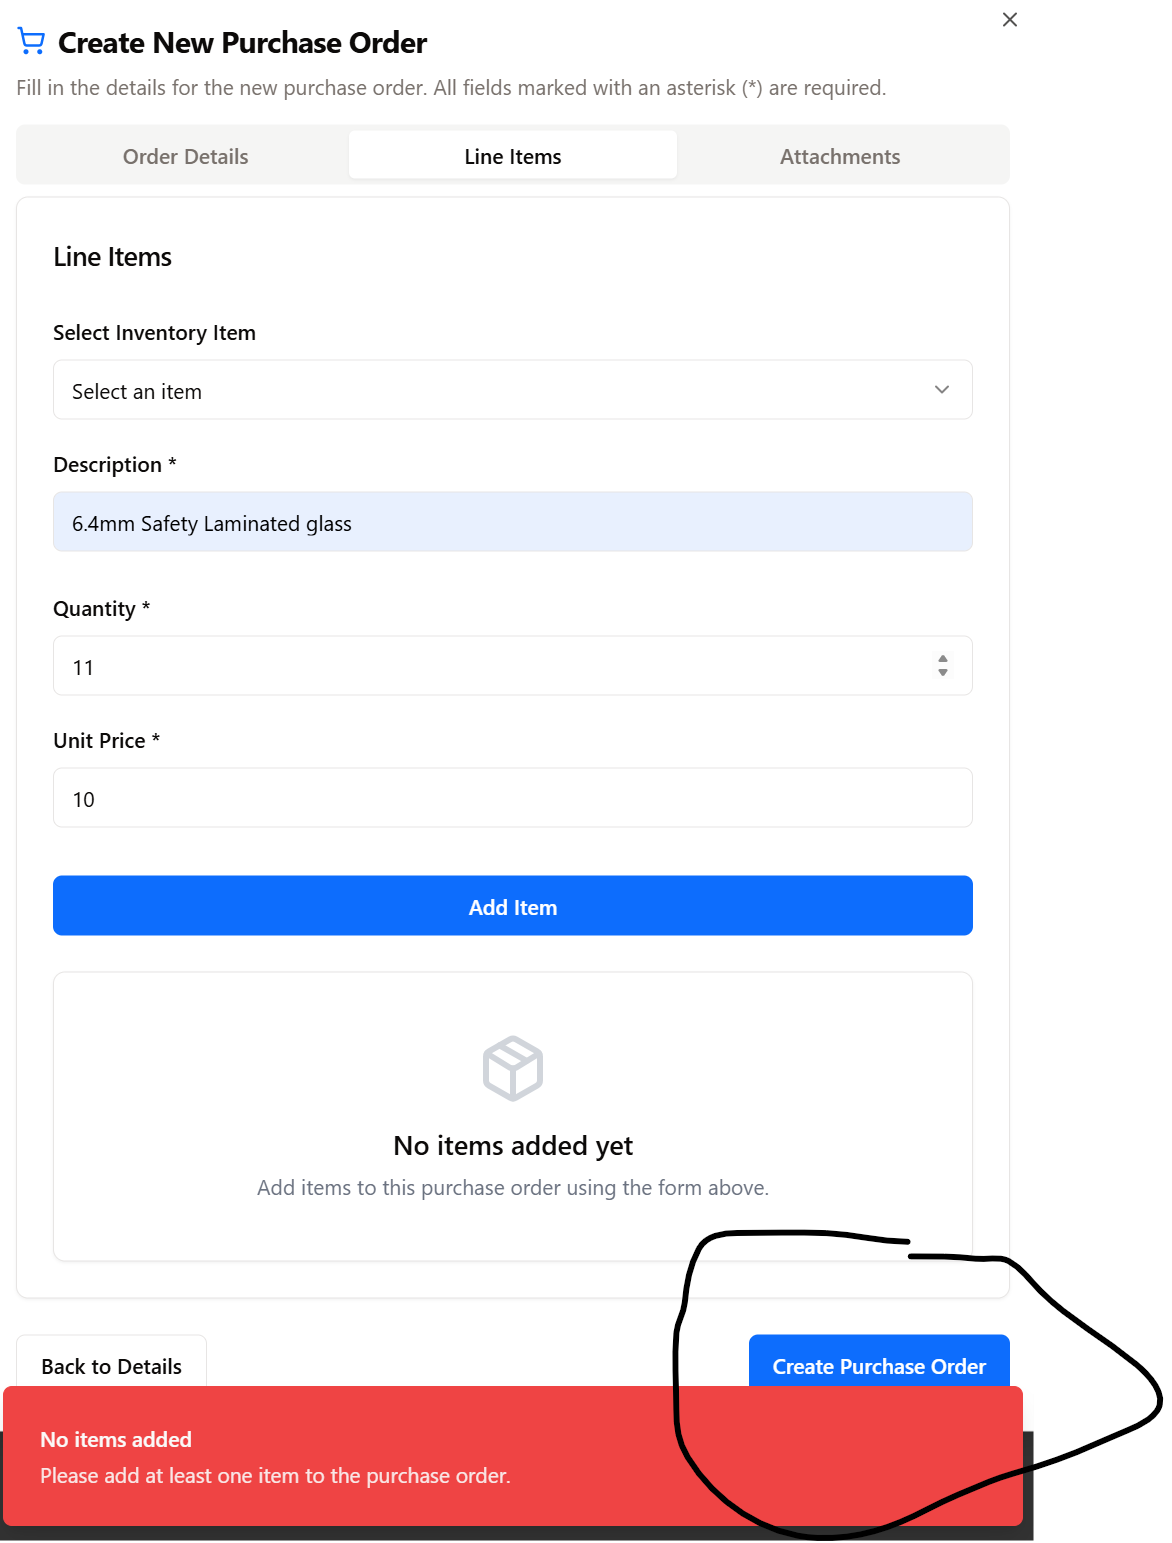 Create New Purchase Order
Fill in the details for the new purchase order. All fields marked with an asterisk (*) are required.
Order Details
Line Items
Attachments
Line Items
Select Inventory Item
Select an item
Description *
6.4mm Safety Laminated glass
Quantity *
11
Unit Price *
10
Add Item
No items added yet
Add items to this purchase order using the form above.
Back to Details
Create Purchase Order
No items added
Please add at least one item to the purchase order.